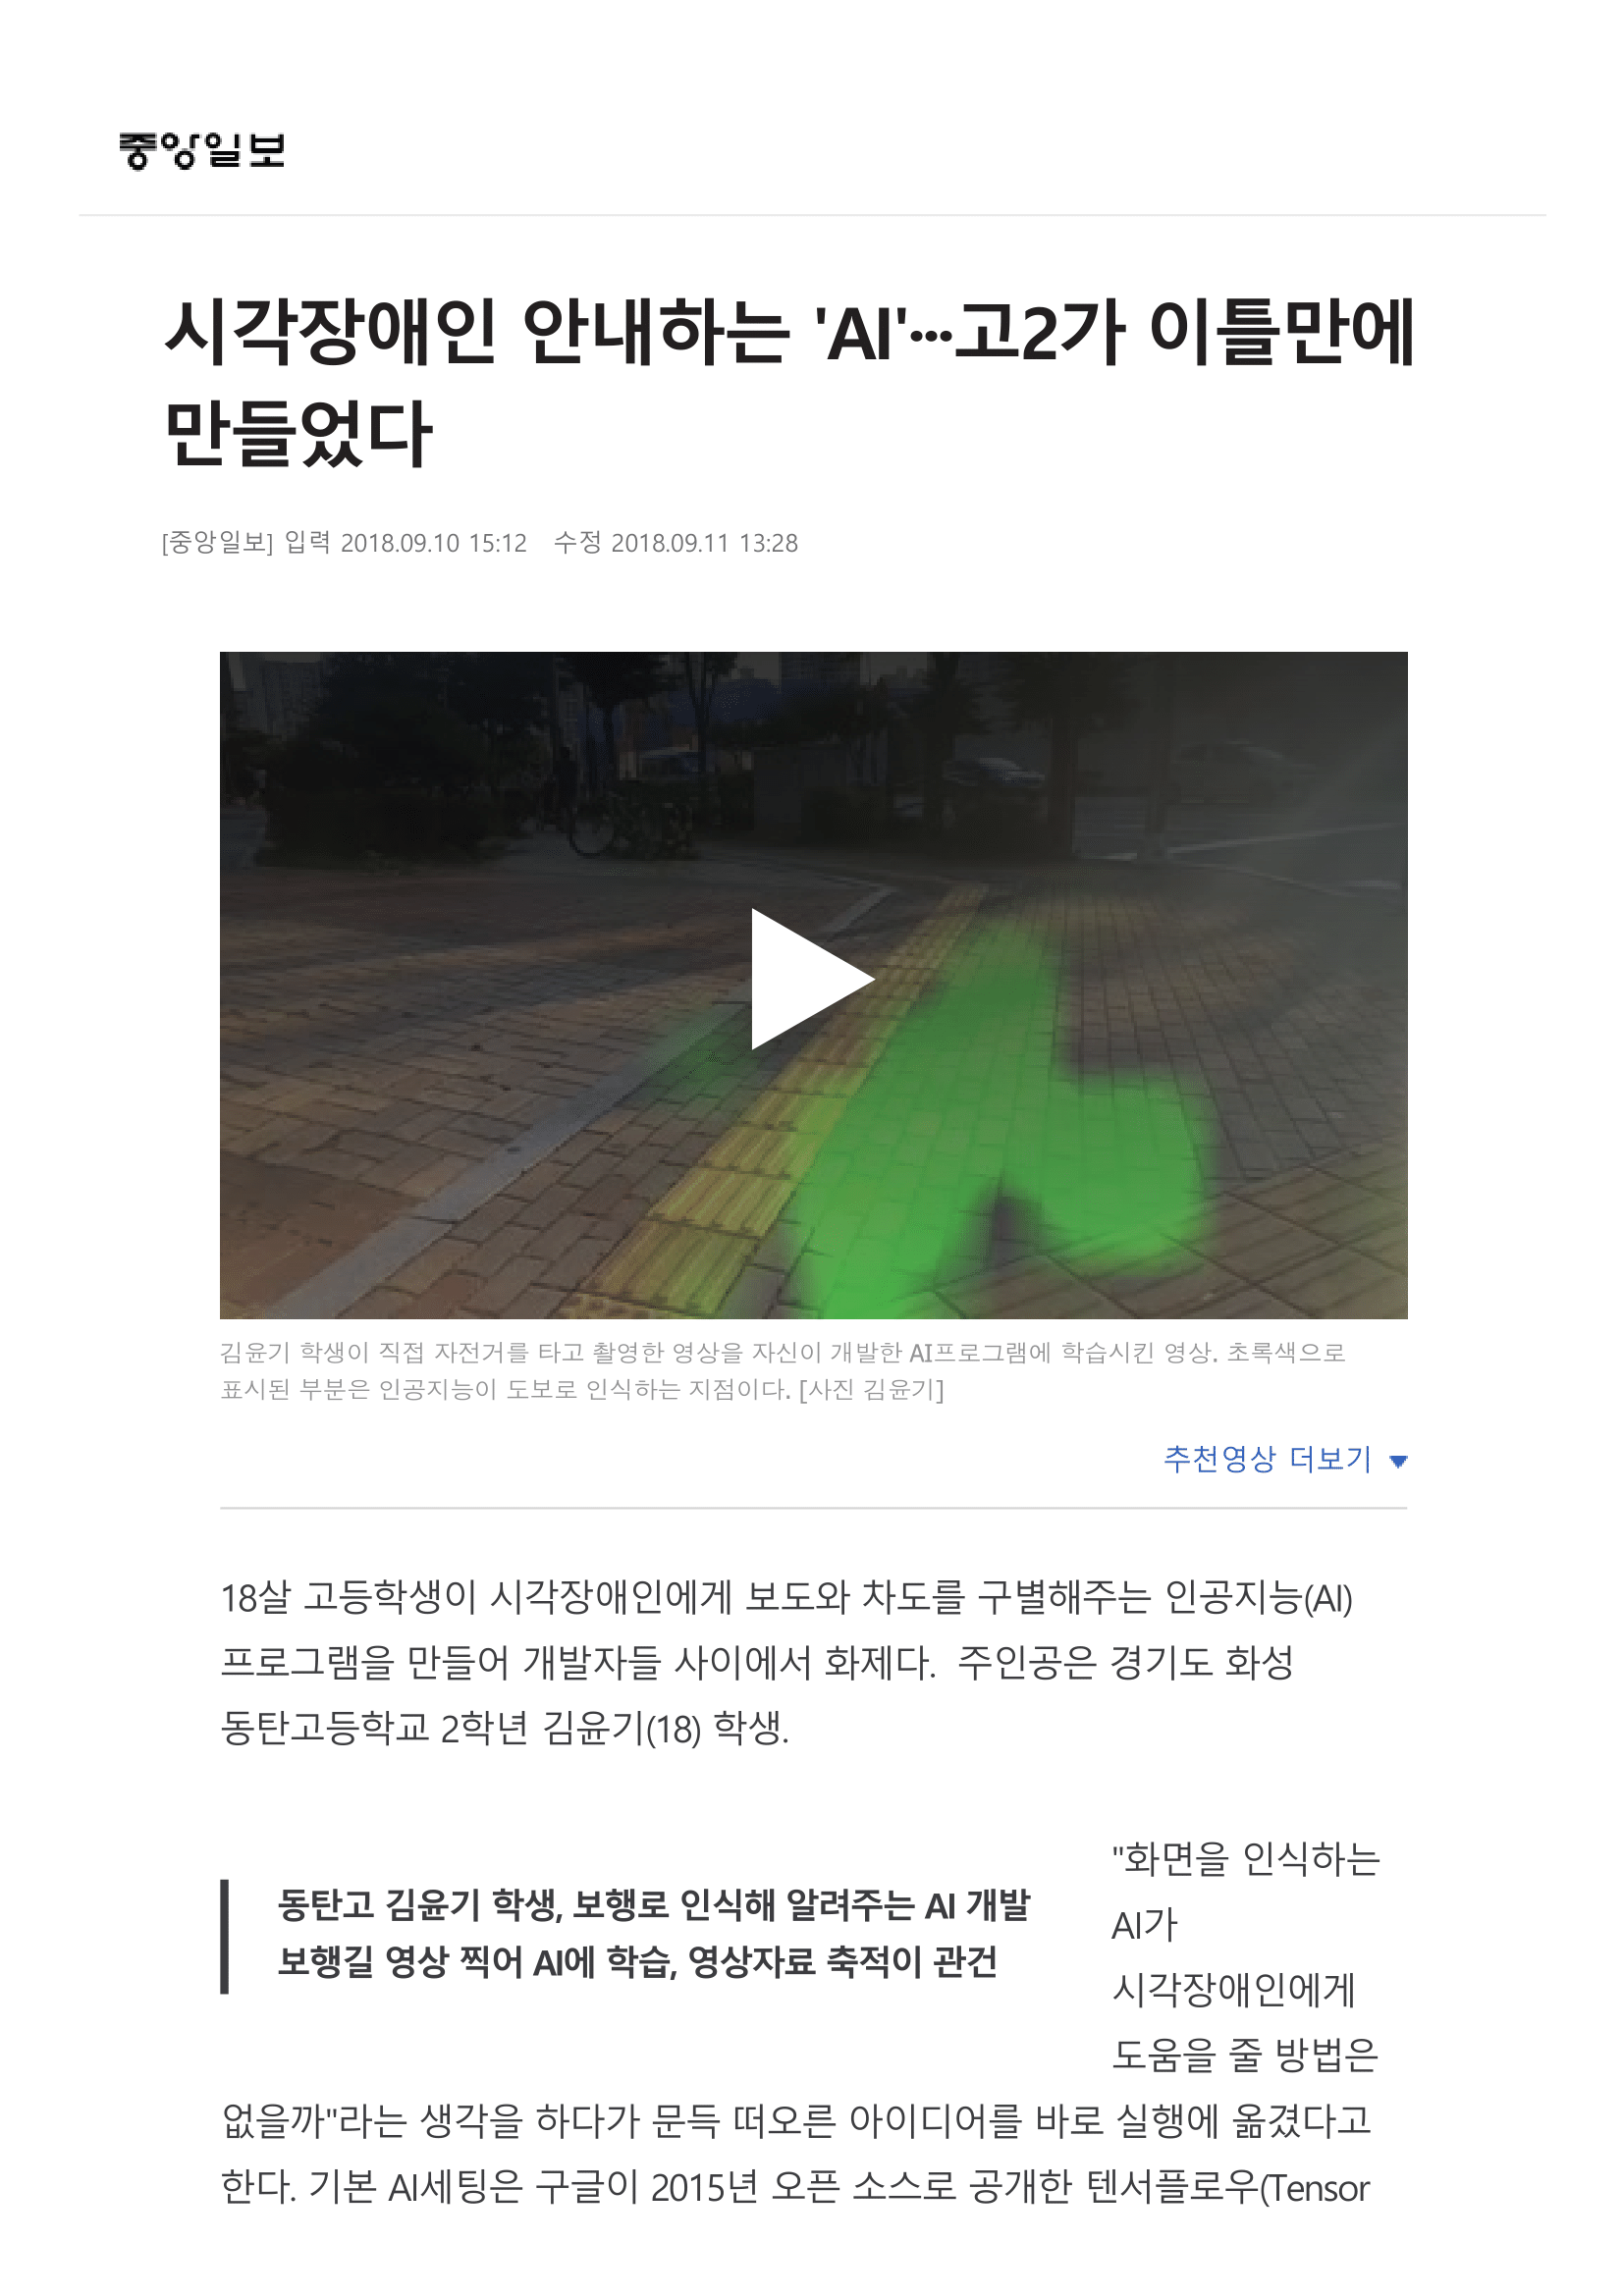 중앙일보
시각장애인 안내하는 'AI'···고2가 이틀만에
만들었다
[중앙일보] 입력 2018.09.10 15:12 수정 2018.09.11 13:28
김윤기 학생이 직접 자전거를 타고 촬영한 영상을 자신이 개발한 AI프로그램에 학습시킨 영상. 초록색으로
표시된 부분은 인공지능이 도보로 인식하는 지점이다. [사진 김윤기]
추천영상 더보기
18살 고등학생이 시각장애인에게 보도와 차도를 구별해주는 인공지능(AI)
프로그램을 만들어 개발자들 사이에서 화제다. 주인공은 경기도 화성
동탄고등학교 2학년 김윤기(18) 학생.
동탄고 김윤기 학생, 보행로 인식해 알려주는 AI 개발
보행길 영상 찍어 AI에 학습, 영상자료 축적이 관건
"화면을 인식하는
AI가
시각장애인에게
도움을 줄 방법은
없을까"라는 생각을 하다가 문득 떠오른 아이디어를 바로 실행에 옮겼다고
한다. 기본 AI세팅은 구글이 2015년 오픈 소스로 공개한 텐서플로우(Tensor